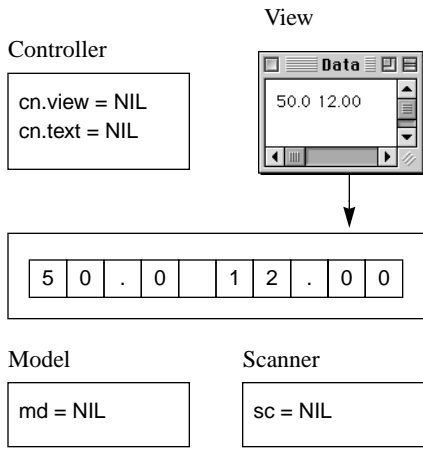 View
Controller
cn.view = NIL
cn.text = NIL
Data
50.0 12.00
5 0 . 0 1 2 . 0 0
Model
md = NIL
Scanner
sc = NIL